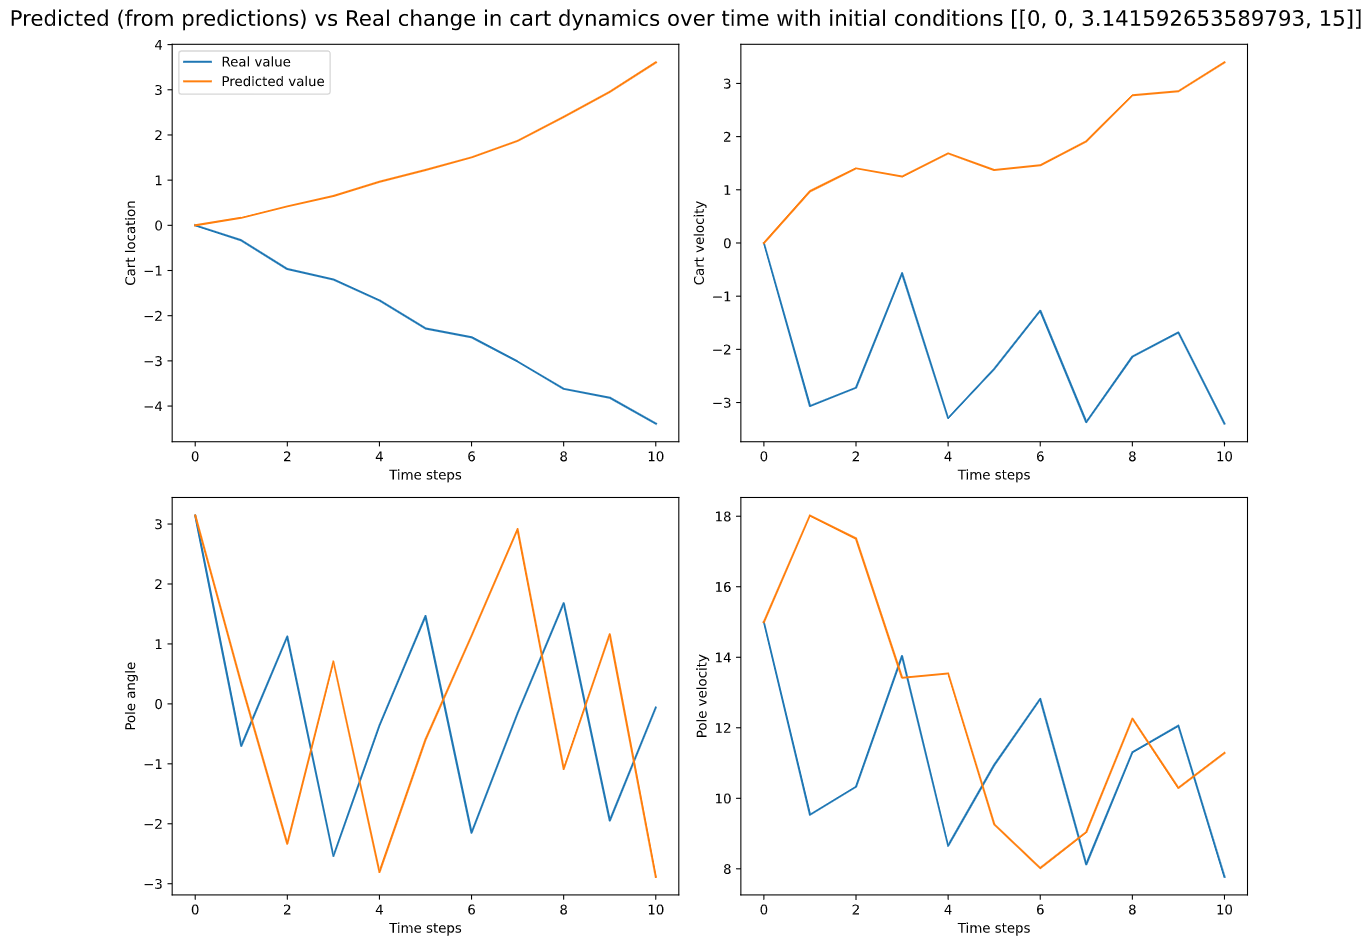 Predicted (from predictions) vs Real change in cart dynamics over time with initial conditions [[0, 0, 3.141592653589793, 15]]
Real value
Predicted value
4
3
2
1
0
−1
−2
−3
−4
Cart location
0 2 4 6 8 10
Time steps
3
2
1
0
−1
−2
−3
Cart velocity
0 2 4 6 8 10
Time steps
3
2
1
0
−1
−2
−3
Pole angle
0 2 4 6 8 10
Time steps
18
16
14
12
10
8
Pole velocity
0 2 4 6 8 10
Time steps